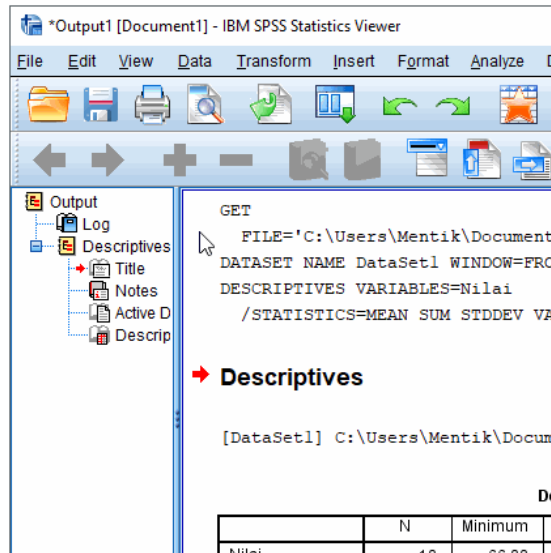 *Output1 [Document1] - IBM SPSS Statistics Viewer
File Edit View Data Transform Insert Format Analyze
Output
Log
Descriptives
Title
Notes
Active D
Descrip
GET
FILE='C:\Users\Mentik\Document
DATASET NAME DataSet1 WINDOW=FRO
DESCRIPTIVES VARIABLES=Nilai
/STATISTICS=MEAN SUM STDDEV VA
Descriptives
[DataSet1] C:\Users\Mentik\Docum
De
N Minimum
Nilai